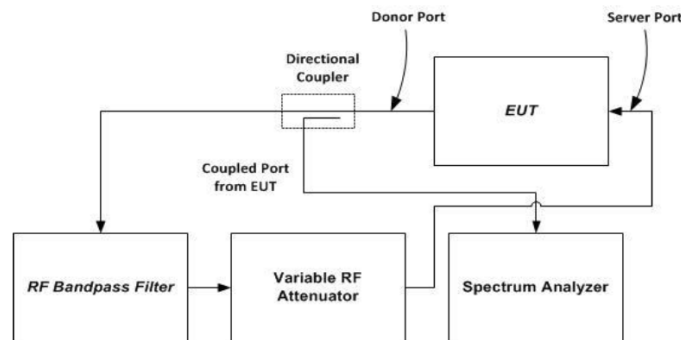 Donor Port
Server Port
Directional
Coupler
EUT
Coupled Port
from EUT
RF Bandpass Filter
Variable RF
Attenuator
Spectrum Analyzer